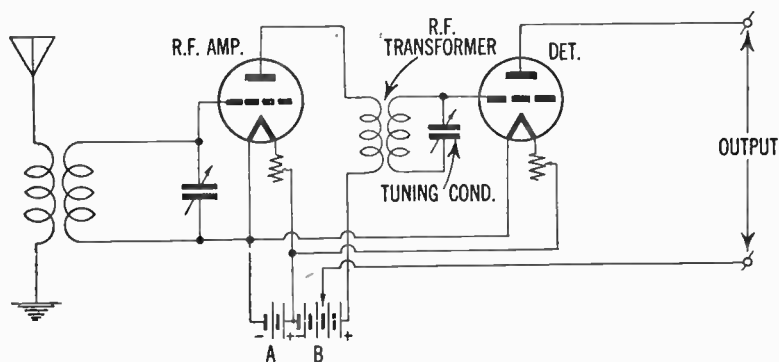 R.F. AMP.
R.F.
TRANSFORMER
DET.
TUNING COND.
OUTPUT
- + - +
A B